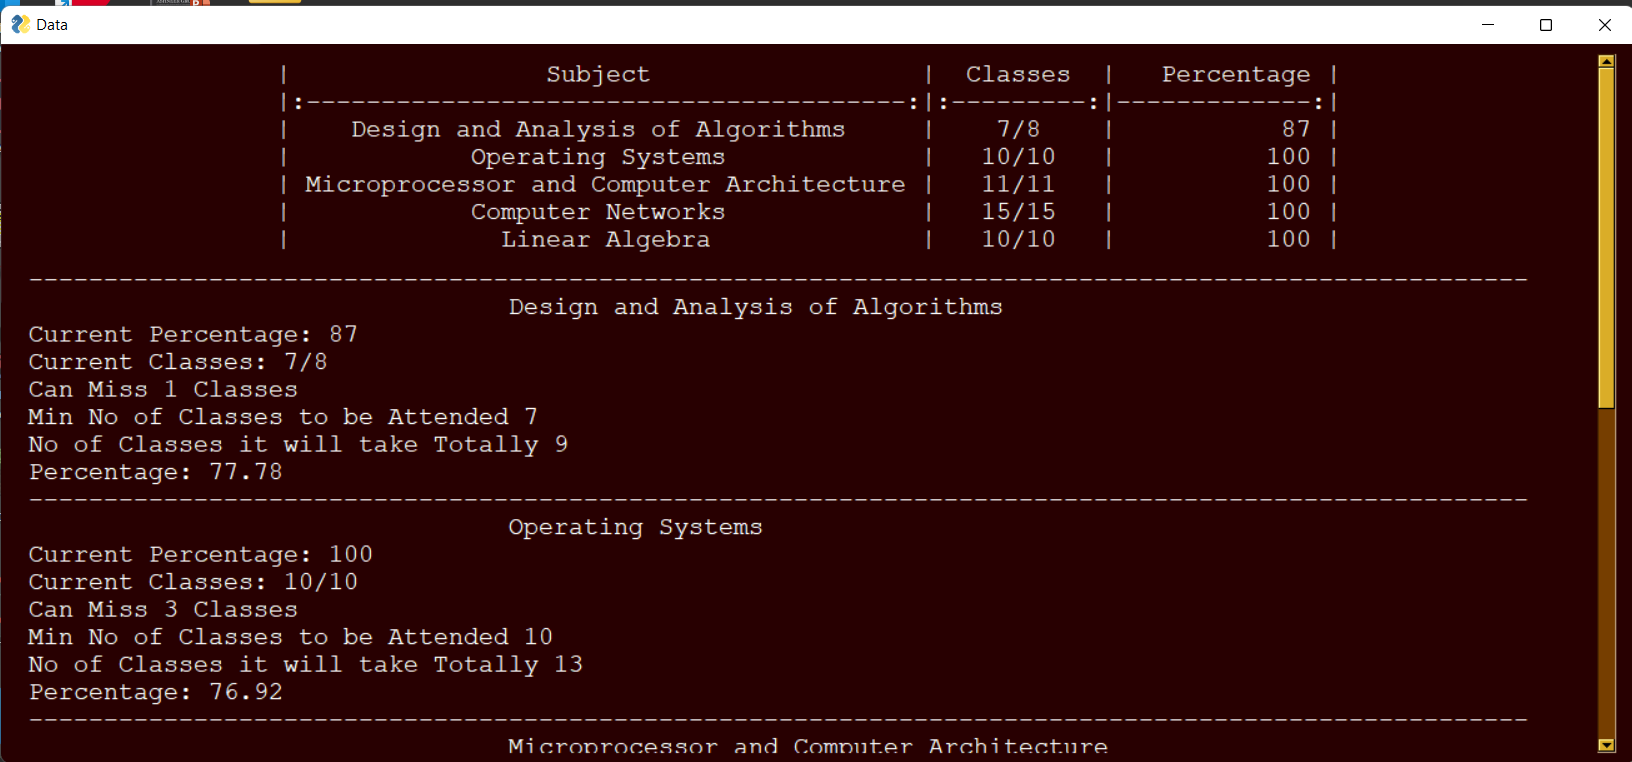 Data
| Subject | Classes | Percentage |
|:----------------------------------------:|:---------:|-------------:|
| Design and Analysis of Algorithms | 7/8 | 87 |
| Operating Systems | 10/10 | 100 |
| Microprocessor and Computer Architecture | 11/11 | 100 |
| Computer Networks | 15/15 | 100 |
| Linear Algebra | 10/10 | 100 |
----------------------------------------------------------------------------------------------------
Design and Analysis of Algorithms
Current Percentage: 87
Current Classes: 7/8
Can Miss 1 Classes
Min No of Classes to be Attended 7
No of Classes it will take Totally 9
Percentage: 77.78
----------------------------------------------------------------------------------------------------
Operating Systems
Current Percentage: 100
Current Classes: 10/10
Can Miss 3 Classes
Min No of Classes to be Attended 10
No of Classes it will take Totally 13
Percentage: 76.92
----------------------------------------------------------------------------------------------------
Microprocessor and Computer Architecture